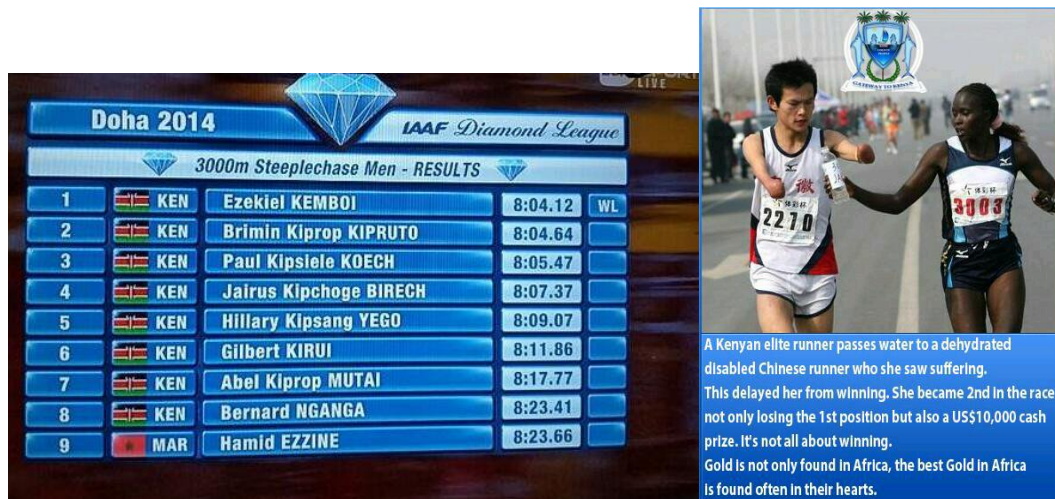 LIVE
Doha 2014
IAAF Diamond League
3000m Steeplechase Men - RESULTS
1 KEN Ezekiel KEMBOI 8:04.12 WL
2 KEN Brimin Kiprop KIPRUTO 8:04.64
3 KEN Paul Kipsiele KOECH 8:05.47
4 KEN Jairus Kipchoge BIRECH 8:07.37
5 KEN Hillary Kipsang YEGO 8:09.07
6 KEN Gilbert KIRUI 8:11.86
7 KEN Abel Kiprop MUTAI 8:17.77
8 KEN Bernard NGANGA 8:23.41
9 MAR Hamid EZZINE 8:23.66
GATEWAY TO KENYA
徽
2210
3003
A Kenyan elite runner passes water to a dehydrated
disabled Chinese runner who she saw suffering.
This delayed her from winning. She became 2nd in the race
not only losing the 1st position but also a US$10,000 cash
prize. It's not all about winning.
Gold is not only found in Africa, the best Gold in Africa
is found often in their hearts.